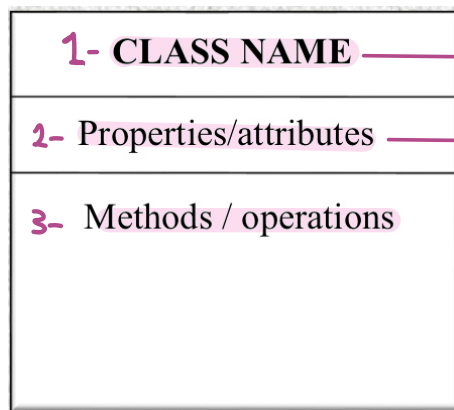 1- CLASS NAME
2- Properties/attributes
3- Methods / operations